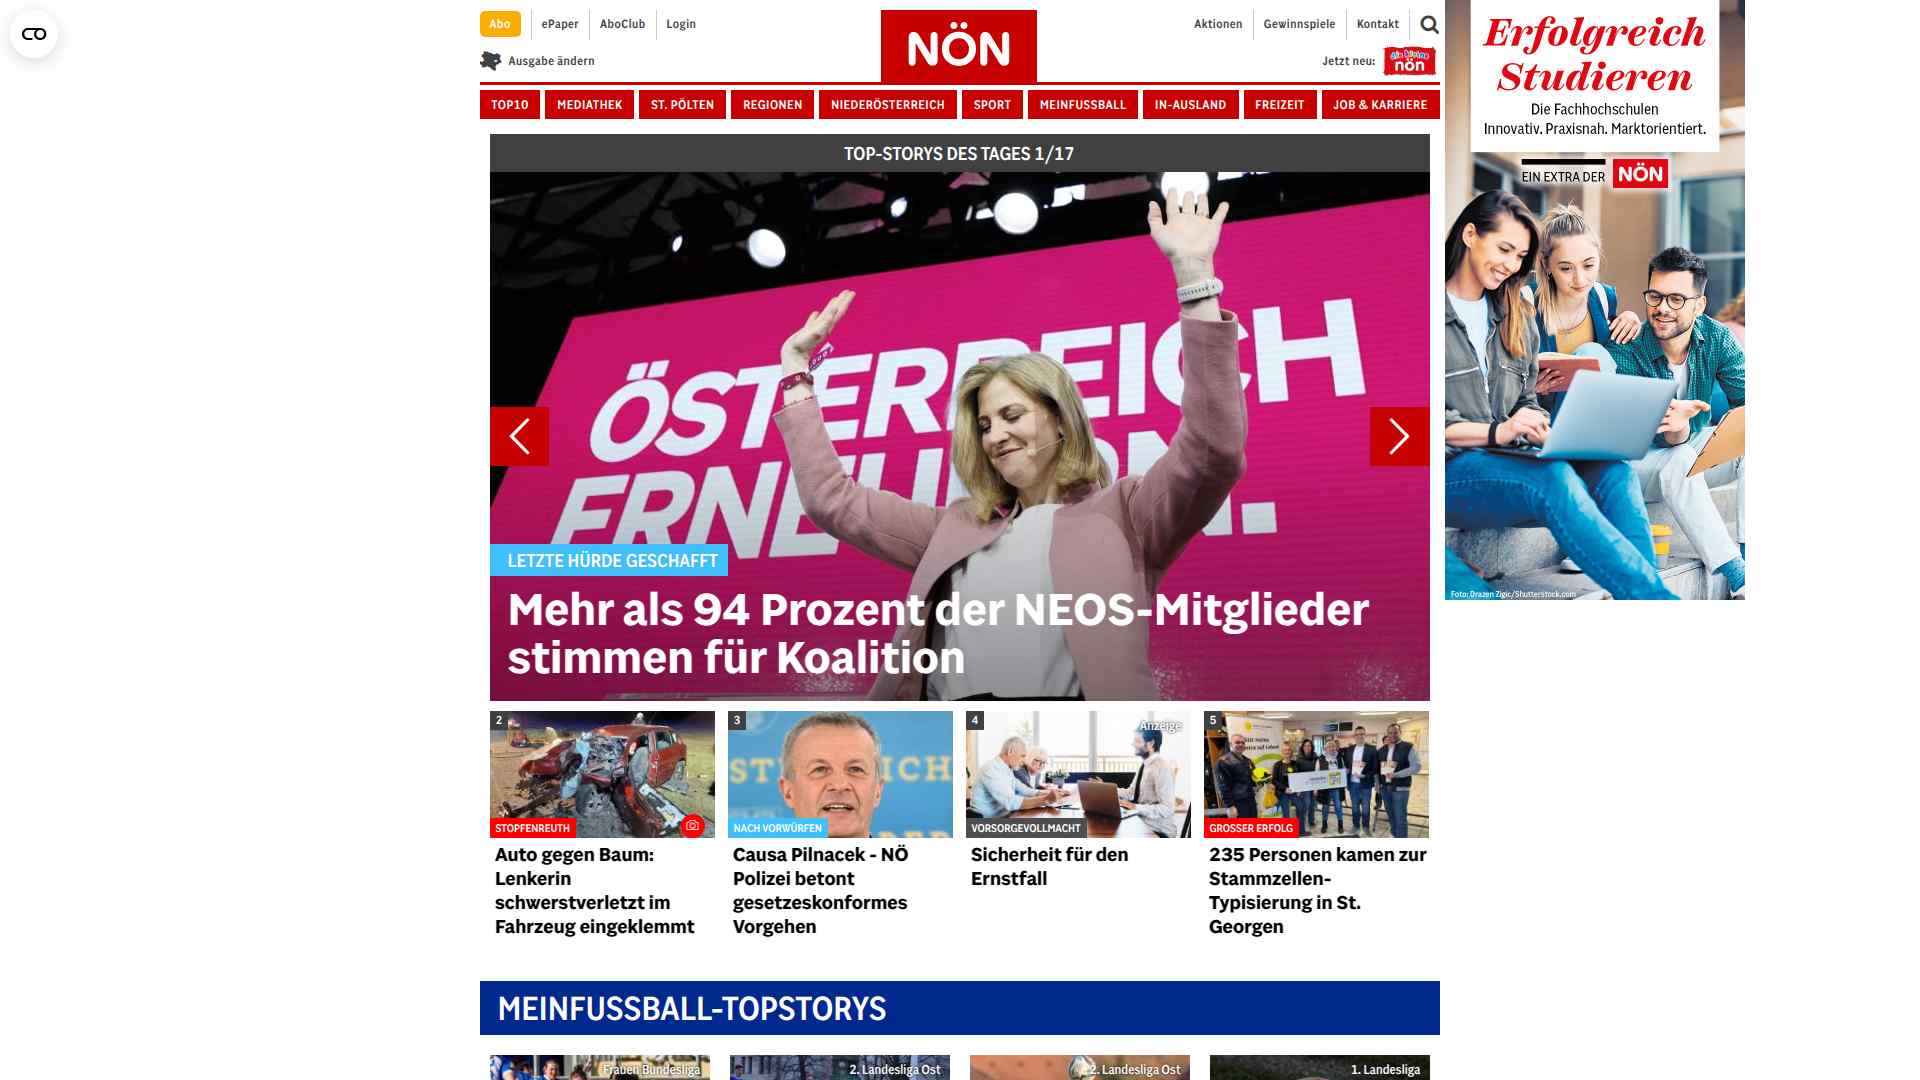 Abo
ePaper
AboClub
Login
NÖN
Aktionen
Gewinnspiele
Kontakt
Ausgabe ändern
Jetzt neu:
die kleine
nön
TOP10
MEDIATHEK
ST. PÖLTEN
REGIONEN
NIEDERÖSTERREICH
SPORT
MEINFUSSBALL
IN-AUSLAND
FREIZEIT
JOB & KARRIERE
TOP-STORYS DES TAGES 1/17
ÖSTERREICH
LETZTE HÜRDE GESCHAFFT
Mehr als 94 Prozent der NEOS-Mitglieder
stimmen für Koalition
2
STOPFENREUTH
Auto gegen Baum:
Lenkerin
schwerstverletzt im
Fahrzeug eingeklemmt
3
NACH VORWÜRFEN
Causa Pilnacek - NÖ
Polizei betont
gesetzeskonformes
Vorgehen
4
Anzeige
VORSORGEVOLLMACHT
Sicherheit für den
Ernstfall
5
GROSSER ERFOLG
235 Personen kamen zur
Stammzellen-
Typisierung in St.
Georgen
MEINFUSSBALL-TOPSTORYS
Frauen Bundesliga
2. Landesliga Ost
2. Landesliga Ost
1. Landesliga
Erfolgreich
Studieren
Die Fachhochschulen
Innovativ. Praxisnah. Marktorientiert.
EIN EXTRA DER
NÖN
Foto: Drazen Zigic/Shutterstock.com